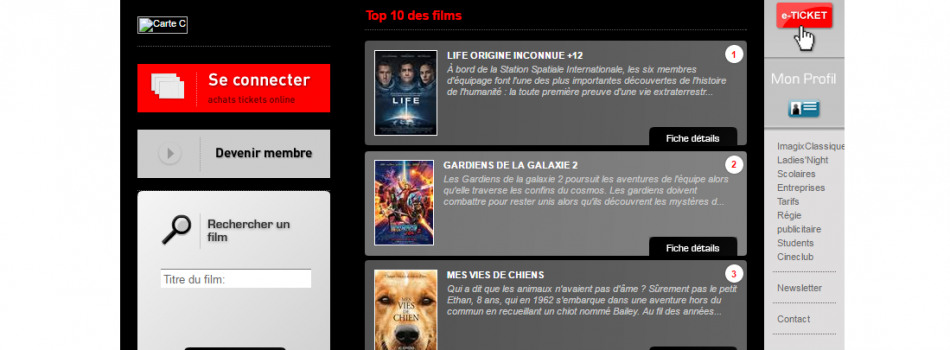 Carte C
Se connecter
achats tickets online
Devenir membre
Rechercher un
film
Titre du film:
Top 10 des films
LIFE ORIGINE INCONNUE +12
1
À bord de la Station Spatiale Internationale, les six membres
d'équipage font l'une des plus importantes découvertes de l'histoire
de l'humanité : la toute première preuve d'une vie extraterrestr...
LIFE
Fiche détails
GARDIENS DE LA GALAXIE 2
2
Les Gardiens de la galaxie 2 poursuit les aventures de l'équipe alors
qu'elle traverse les confins du cosmos. Les gardiens doivent
combattre pour rester unis alors qu'ils découvrent les mystères d...
Fiche détails
MES VIES DE CHIENS
3
Qui a dit que les animaux n'avaient pas d'âme ? Sûrement pas le petit
Ethan, 8 ans, qui en 1962 s'embarque dans une aventure hors du
commun en recueillant un chiot nommé Bailey. Au fil des années...
MES
VIES DE
CHIEN
e-TICKET
Mon Profil
ImagixClassique
Ladies'Night
Scolaires
Entreprises
Tarifs
Régie
publicitaire
Students
Cineclub
Newsletter
Contact